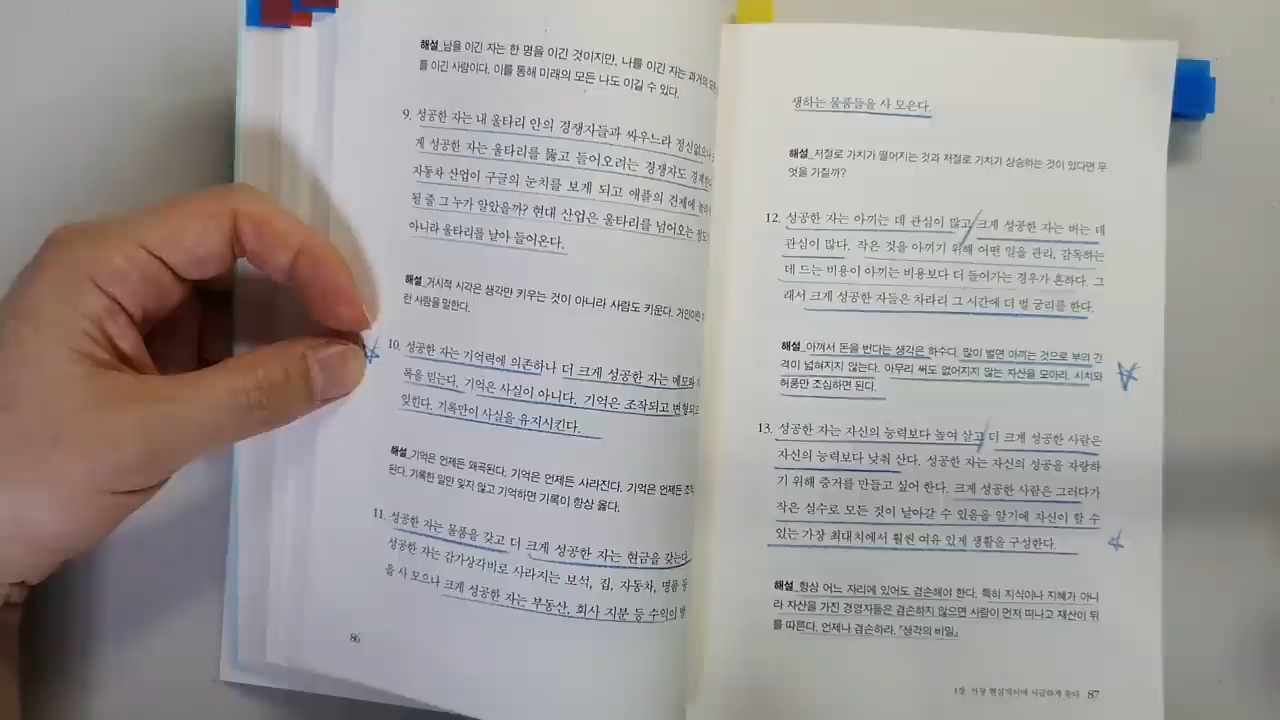 해설_남을 이긴 자는 한 명을 이긴 것이지만, 나를 이긴 자는 과거의
를 이긴 사람이다. 이를 통해 미래의 모든 나도 이길 수 있다.
9. 성공한 자는 내 울타리 안의 경쟁자들과 싸우느라 정신없으나
게 성공한 자는 울타리를 뚫고 들어오려는 경쟁자도
자동차 산업이 구글의 눈치를 보게 되고 애플의 견제에
될 줄 그 누가 알았을까? 현대 산업은 울타리를 넘어오는 정도
아니라 울타리를 날아 들어온다.
해설_거시적 시각은 생각만 키우는 것이 아니라 사람도 키운다. 거인이란
런 사람을 말한다.
10. 성공한 자는 기억력에 의존하나 더 크게 성공한 자는 메모와
록을 믿는다. 기억은 사실이 아니다. 기억은 조작되고 변형되고
잊힌다. 기록만이 사실을 유지시킨다.
해설_기억은 언제든 왜곡된다. 기억은 언제든 사라진다. 기억은 언제든
된다. 기록한 일만 잊지 않고 기억하면 기록이 항상 옳다.
11. 성공한 자는 물품을 갖고 더 크게 성공한 자는 현금을 갖는다.
성공한 자는 감가상각비로 사라지는 보석, 집, 자동차, 명품 등
을 사 모으나 크게 성공한 자는 부동산, 회사 지분 등 수익이 발
86
생하는 물품들을 사 모은다.
해설_저절로 가치가 떨어지는 것과 저절로 가치가 상승하는 것이 있다면 무
엇을 가질까?
12. 성공한 자는 아끼는 데 관심이 많고 크게 성공한 자는 버는 데
관심이 많다. 작은 것을 아끼기 위해 어떤 일을 관리, 감독하는
데 드는 비용이 아끼는 비용보다 더 들어가는 경우가 흔하다. 그
래서 크게 성공한 자들은 차라리 그 시간에 더 벌 궁리를 한다.
해설_아껴서 돈을 번다는 생각은 하수다. 많이 벌면 아끼는 것으로 부의 간
격이 넓혀지지 않는다. 아무리 써도 없어지지 않는 자산을 모아라. 사치와
허풍만 조심하면 된다.
13. 성공한 자는 자신의 능력보다 높여 살고 더 크게 성공한 사람은
자신의 능력보다 낮춰 산다. 성공한 자는 자신의 성공을 자랑하
기 위해 증거를 만들고 싶어 한다. 크게 성공한 사람은 그러다가
작은 실수로 모든 것이 날아갈 수 있음을 알기에 자신이 할 수
있는 가장 최대치에서 훨씬 여유 있게 생활을 구성한다.
해설_항상 어느 자리에 있어도 겸손해야 한다. 특히 지식이나 지혜가 아니
라 자산을 가진 경영자들은 겸손하지 않으면 사람이 먼저 떠나고 재산이 뒤
를 따른다. 언제나 겸손하라. 『생각의 비밀』
1장 가장 현실적이며 시급하게 푼다 87